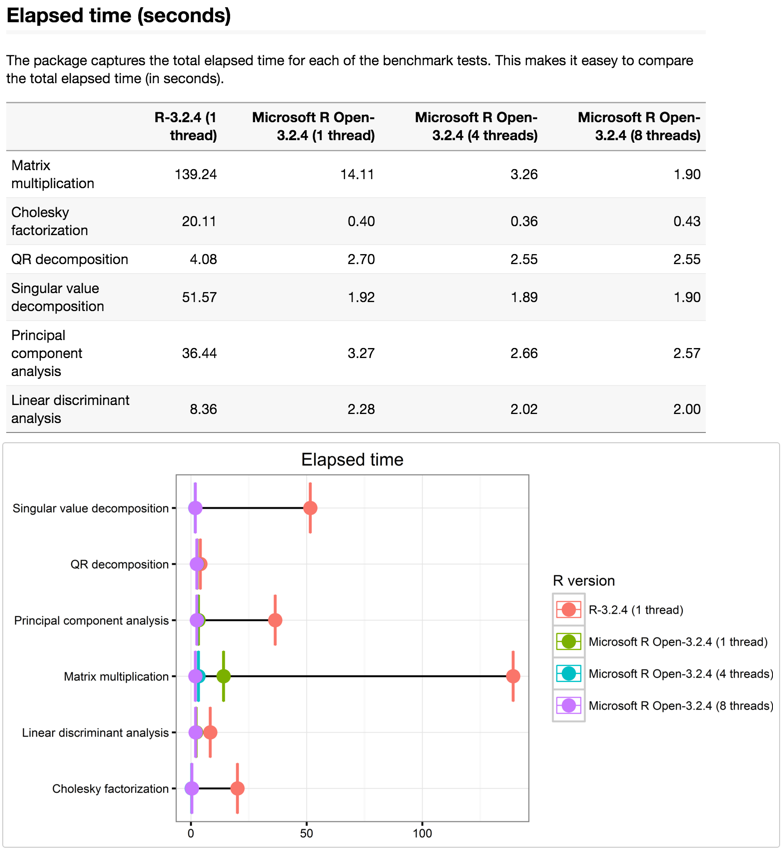 Elapsed time (seconds)
The package captures the total elapsed time for each of the benchmark tests. This makes it easey to compare
the total elapsed time (in seconds).
R-3.2.4 (1 Microsoft R Open- Microsoft R Open- Microsoft R Open-
thread) 3.2.4 (1 thread) 3.2.4 (4 threads) 3.2.4 (8 threads)
Matrix
multiplication 139.24 14.11 3.26 1.90
Cholesky
factorization 20.11 0.40 0.36 0.43
QR decomposition 4.08 2.70 2.55 2.55
Singular value
decomposition 51.57 1.92 1.89 1.90
Principal
component 36.44 3.27 2.66 2.57
analysis
Linear discriminant
analysis 8.36 2.28 2.02 2.00
Elapsed time
Singular value decomposition
QR decomposition
Principal component analysis
Matrix multiplication
Linear discriminant analysis
Cholesky factorization
0 50 100
R version
R-3.2.4 (1 thread)
Microsoft R Open-3.2.4 (1 thread)
Microsoft R Open-3.2.4 (4 threads)
Microsoft R Open-3.2.4 (8 threads)